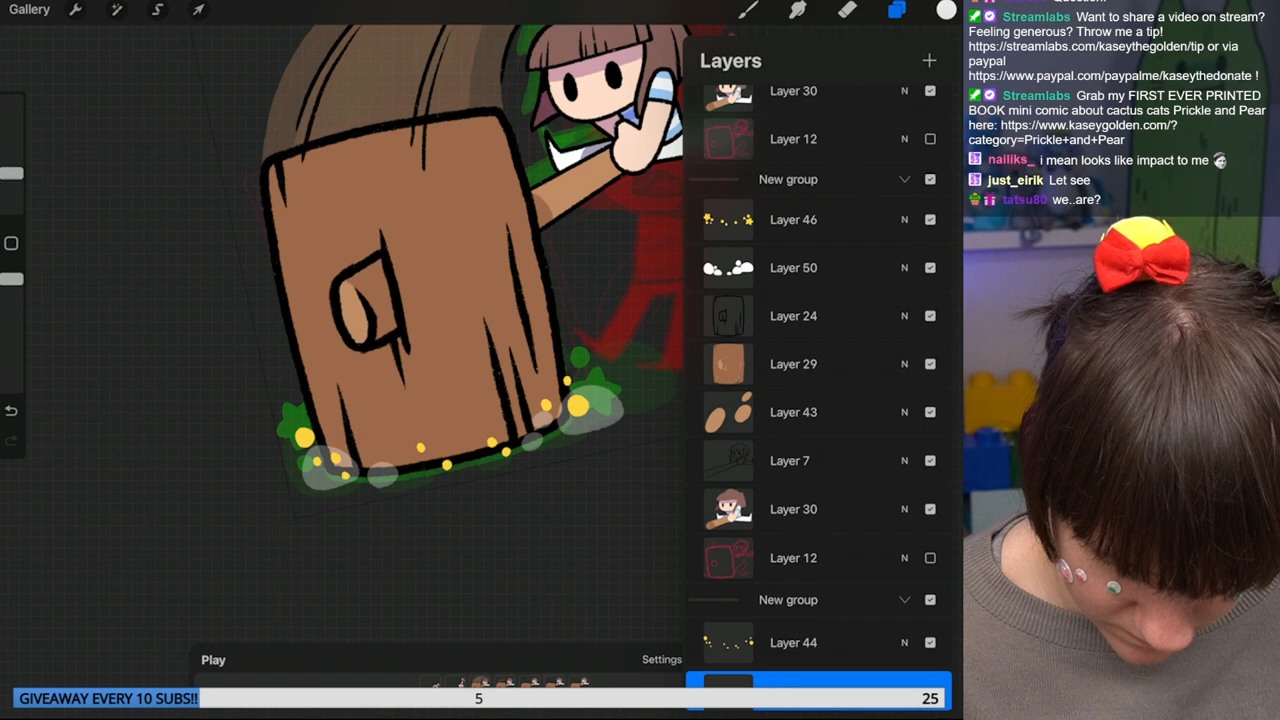 Gallery
Layers
Layer 30 N
Layer 12 N
New group
Layer 46 N
Layer 50 N
Layer 24 N
Layer 29 N
Layer 43 N
Layer 7 N
Layer 30 N
Layer 12 N
New group
Layer 44 N
Play
Settings
GIVEAWAY EVERY 10 SUBS!!
5
25
Streamlabs Want to share a video on stream?
Feeling generous? Throw me a tip!
https://streamlabs.com/kaseythegolden/tip or via
paypal
https://www.paypal.com/paypalme/kaseythedonate !
Streamlabs Grab my FIRST EVER PRINTED
BOOK mini comic about cactus cats Prickle and Pear
here: https://www.kaseygolden.com/?
category=Prickle+and+Pear
nailiks_ i mean looks like impact to me
just_eirik Let see
tatsu80 we..are?